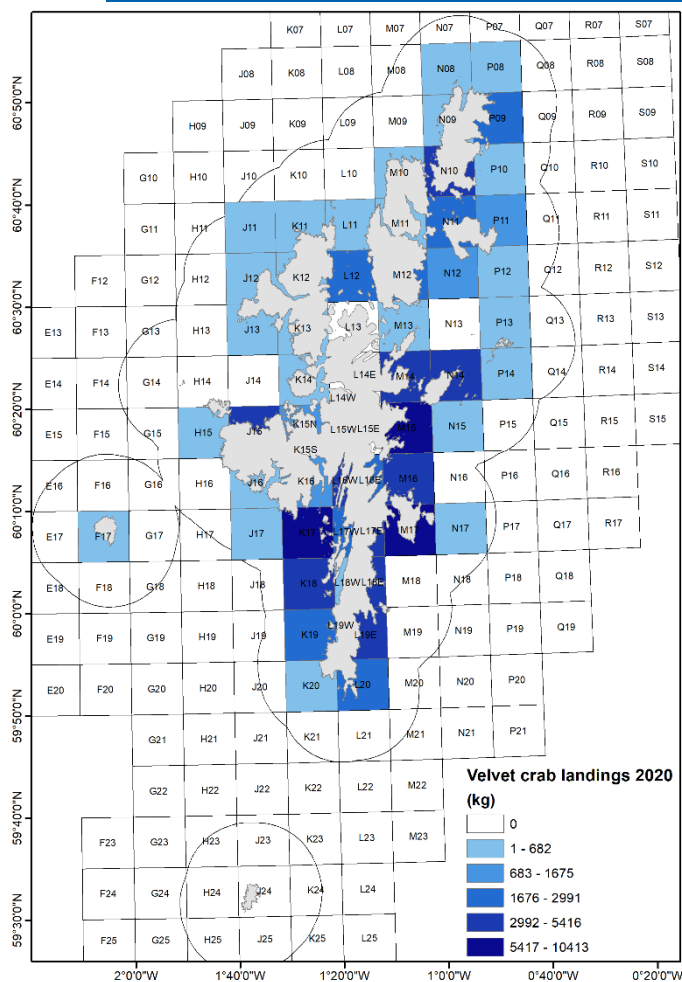 K07 L07 M07 N07 P07 Q07 R07 S07
J08 K08 L08 M08 N08 P08 Q08 R08 S08
60°50'0"N
H09 J09 K09 L09 M09 N09 P09 Q09 R09 S09
G10 H10 J10 K10 L10 M10 N10 P10 Q10 R10 S10
60°40'0"N
G11 H11 J11 K11 L11 M11 N11 P11 Q11 R11 S11
F12 G12 H12 J12 K12 L12 M12 N12 P12 Q12 R12 S12
60°30'0"N
E13 F13 G13 H13 J13 K13 L13 M13 N13 P13 Q13 R13 S13
E14 F14 G14 H14 J14 K14 L14E M14 N14 P14 Q14 R14 S14
L14W
60°20'0"N
E15 F15 G15 H15 J15 K15N L15W L15E M15 N15 P15 Q15 R15 S15
K15S
E16 F16 G16 H16 J16 K16 L16W L16E M16 N16 P16 Q16 R16
60°10'0"N
E17 F17 G17 H17 J17 K17 L17W L17E M17 N17 P17 Q17 R17
E18 F18 G18 H18 J18 K18 L18W L18E M18 N18 P18 Q18
60°0'0"N
E19 F19 G19 H19 J19 K19 L19W L19E M19 N19 P19 Q19
E20 F20 G20 H20 J20 K20 L20 M20 N20 P20
59°50'0"N
G21 H21 J21 K21 L21 M21 N21 P21
G22 H22 J22 K22 L22 M22
59°40'0"N
F23 G23 H23 J23 K23 L23 M23
F24 G24 H24 J24 K24 L24
59°30'0"N
F25 G25 H25 J25 K25 L25
Velvet crab landings 2020
(kg)
0
1 - 682
683 - 1675
1676 - 2991
2992 - 5416
5417 - 10413
2°0'0"W 1°40'0"W 1°20'0"W 1°0'0"W 0°40'0"W 0°20'0"W